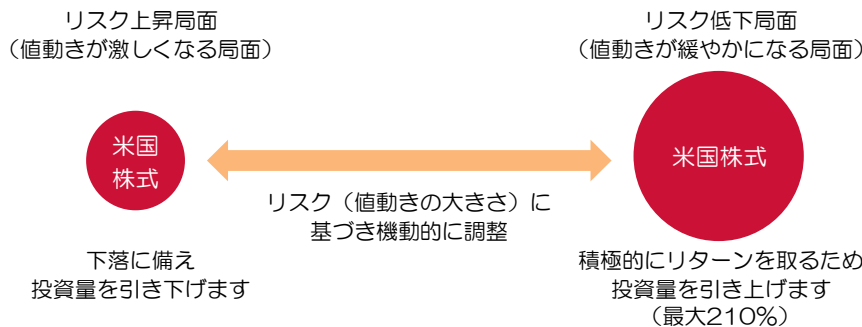 リスク上昇局面
（値動きが激しくなる局面）
米国
株式
下落に備え
投資量を引き下げます
リスク（値動きの大きさ）に
基づき機動的に調整
リスク低下局面
（値動きが緩やかになる局面）
米国株式
積極的にリターンを取るため
投資量を引き上げます
（最大210%）